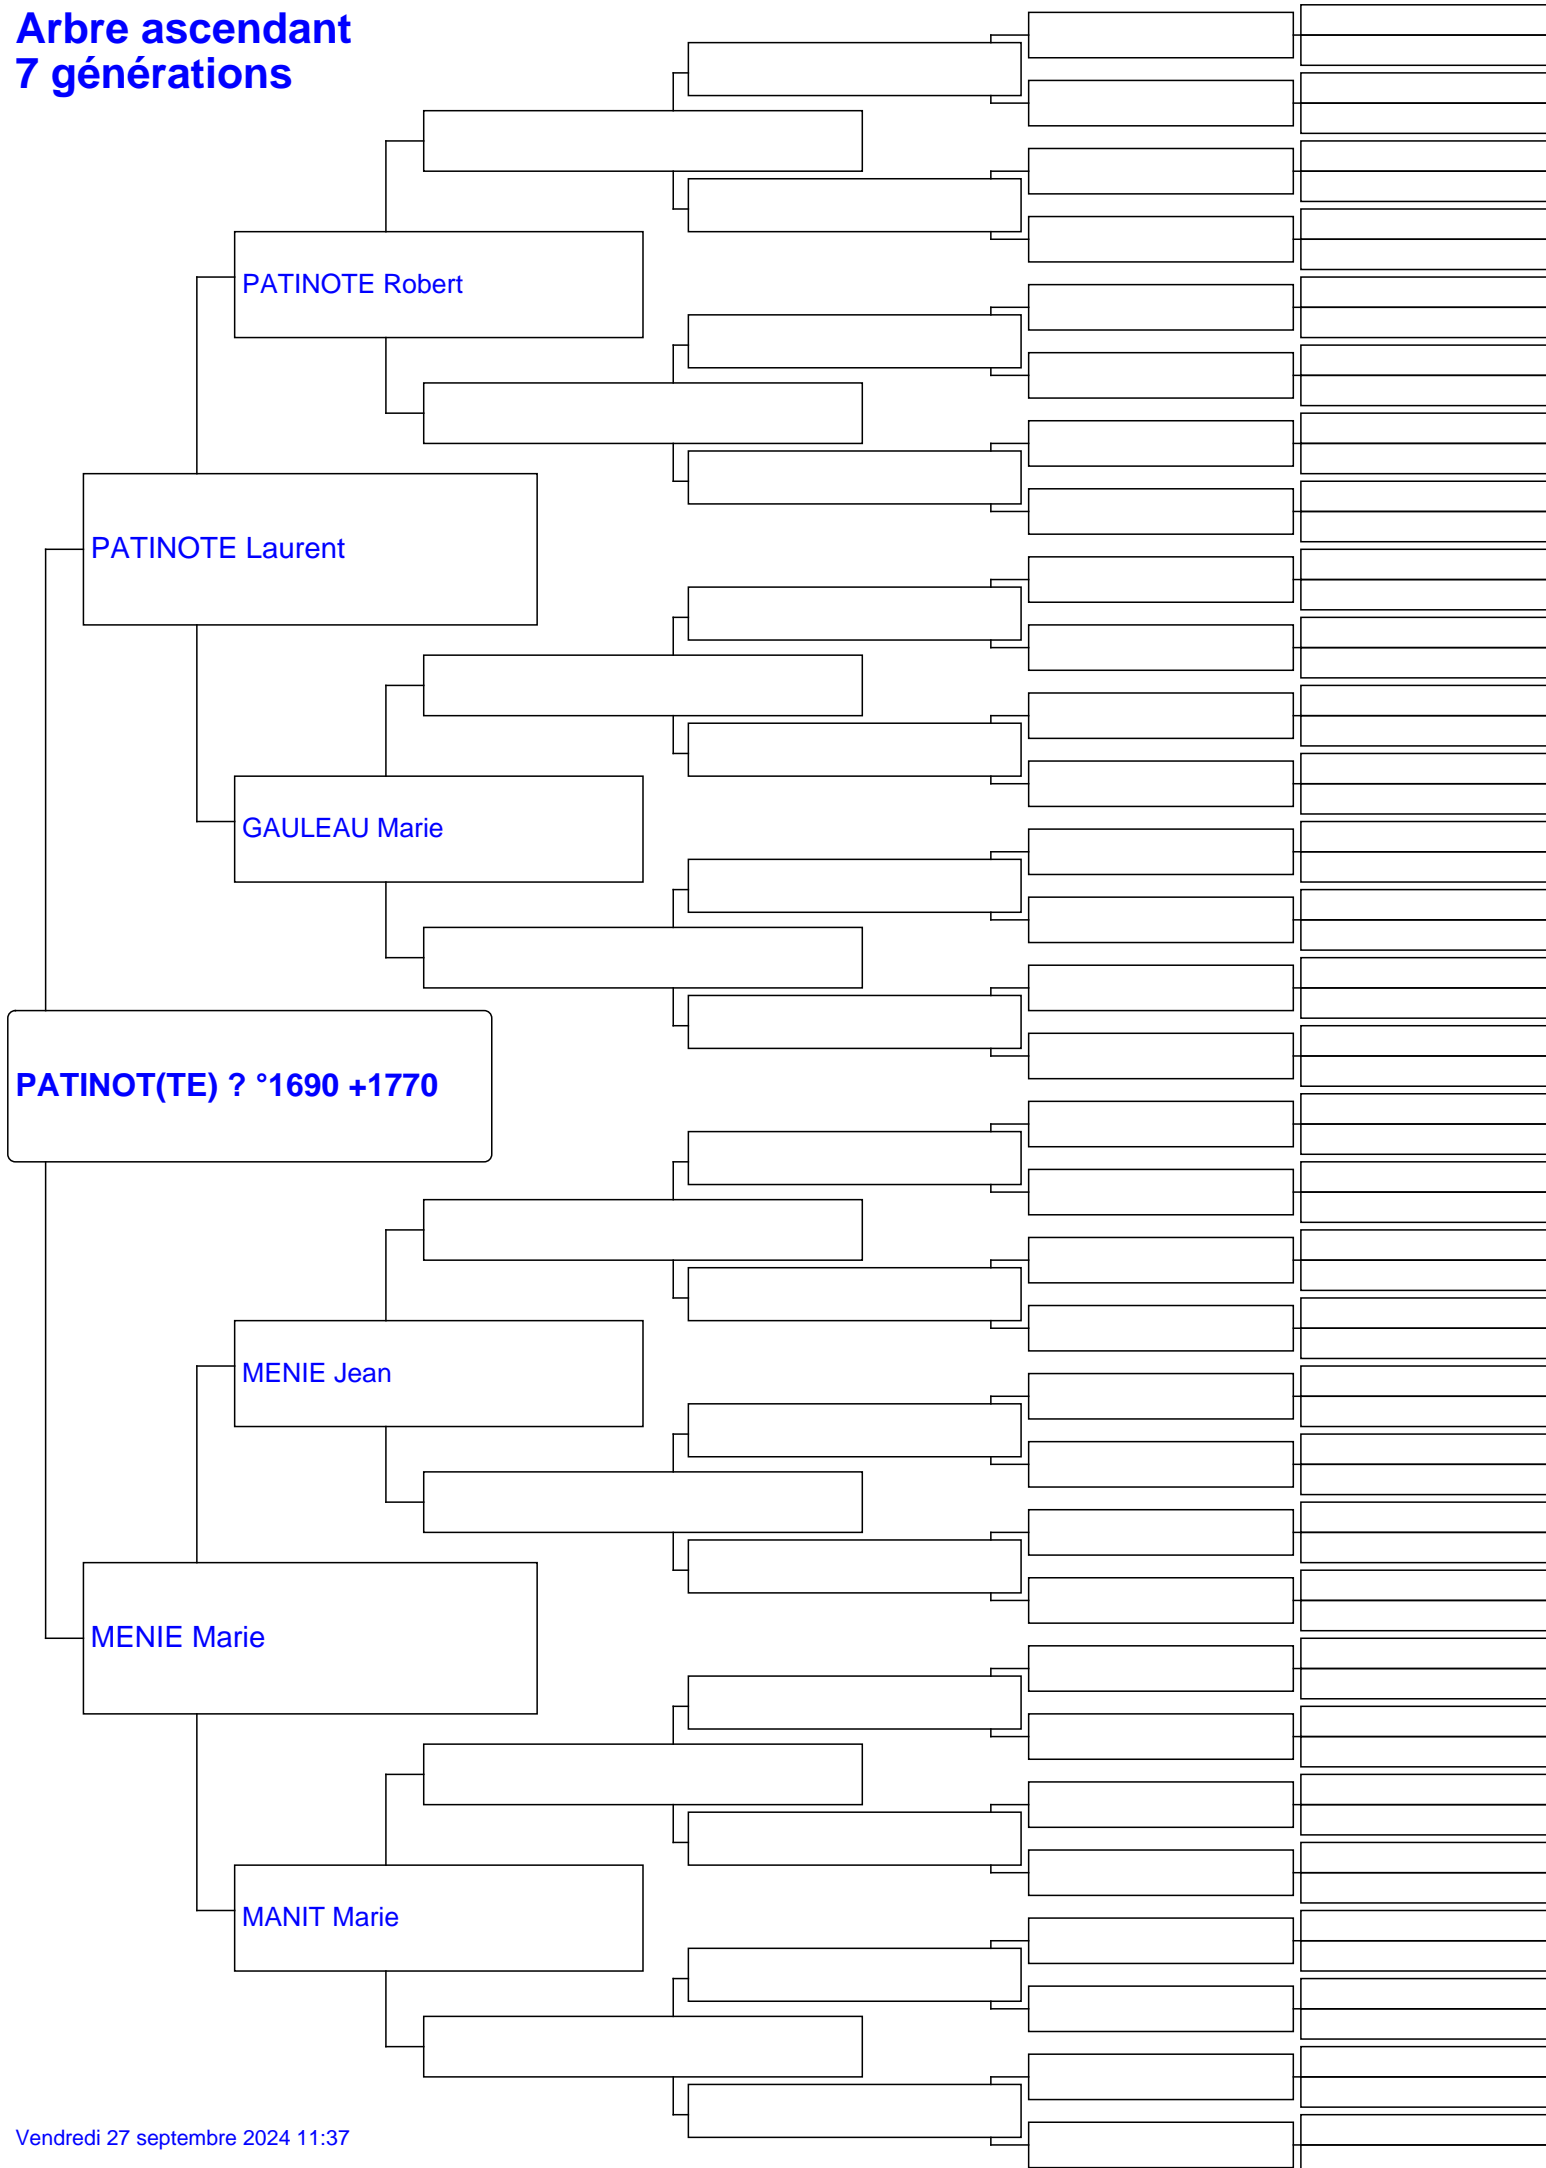 Arbre ascendant
7 générations
PATINOTE Robert
PATINOTE Laurent
GAULEAU Marie
PATINOT(TE) ? °1690 +1770
MENIE Jean
MENIE Marie
MANIT Marie
Vendredi 27 septembre 2024 11:37